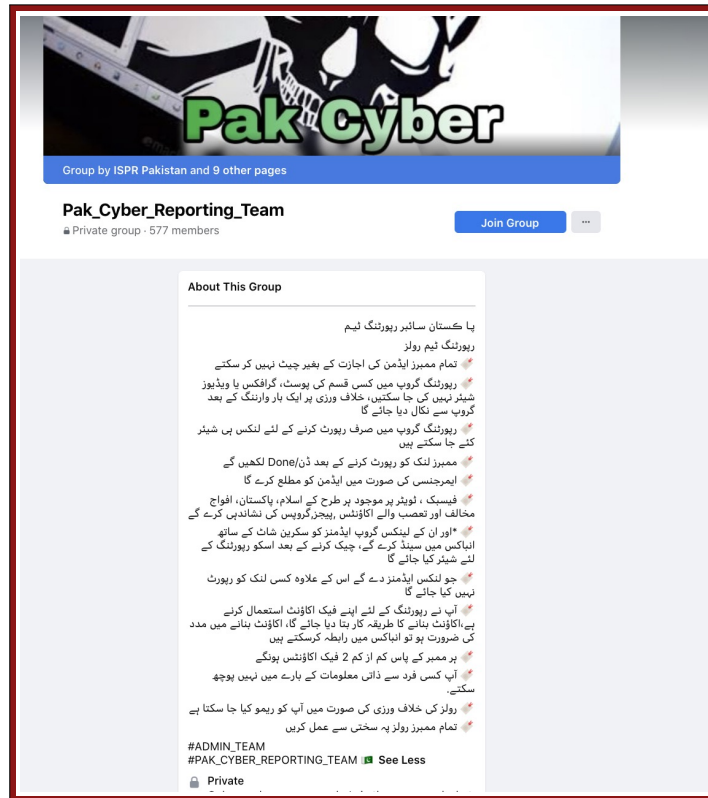 Pak Cyber
Group by ISPR Pakistan and 9 other pages
Pak_Cyber_Reporting_Team
Private group · 577 members
Join Group
About This Group
پا کستان سائبر رپورٹنگ ٹیم
رپورٹنگ ٹیم رولز
تمام ممبرز ایڈمن کی اجازت کے بغیر چیٹ نہیں کر سکتے
رپورٹنگ گروپ میں کسی قسم کی پوسٹ، گرافکس یا ویڈیوز
شیئر نہیں کی جا سکتیں، خلاف ورزی پر ایک بار وارننگ کے بعد
گروپ سے نکال دیا جائے گا
رپورٹنگ گروپ میں صرف رپورٹ کرنے کے لئے لنکس ہی شیئر
کئے جا سکتے ہیں
ممبرز لنک کو رپورٹ کرنے کے بعد ڈن/Done لکھیں گے
ایمرجنسی کی صورت میں ایڈمن کو مطلع کرے گا
فیسبک ، ٹویٹر پر موجود ہر طرح کے اسلام، پاکستان، افواج
مخالف اور تعصب والے اکاؤنٹس ,پیجز,گروپس کی نشاندہی کرے گے
*اور ان کے لینکس گروپ ایڈمنز کو سکرین شاٹ کے ساتھ
انباکس میں سینڈ کرے گے، چیک کرنے کے بعد اسکو رپورٹنگ کے
لئے شیئر کیا جائے گا
جو لنکس ایڈمنز دے گے اس کے علاوہ کسی لنک کو رپورٹ
نہیں کیا جائے گا
آپ نے رپورٹنگ کے لئے اپنے فیک اکاؤنٹ استعمال کرنے
ہے،اکاؤنٹ بنانے کا طریقہ کار بتا دیا جائے گا، اکاؤنٹ بنانے میں مدد
کی ضرورت ہو تو انباکس میں رابطہ کرسکتے ہیں
ہر ممبر کے پاس کم از کم 2 فیک اکاؤنٹس ہونگے
آپ کسی فرد سے ذاتی معلومات کے بارے میں نہیں پوچھ
سکتے.
رولز کی خلاف ورزی کی صورت میں آپ کو ریمو کیا جا سکتا ہے
تمام ممبرز رولز پہ سختی سے عمل کریں
#ADMIN_TEAM
#PAK_CYBER_REPORTING_TEAM 🇵🇰 See Less
Private